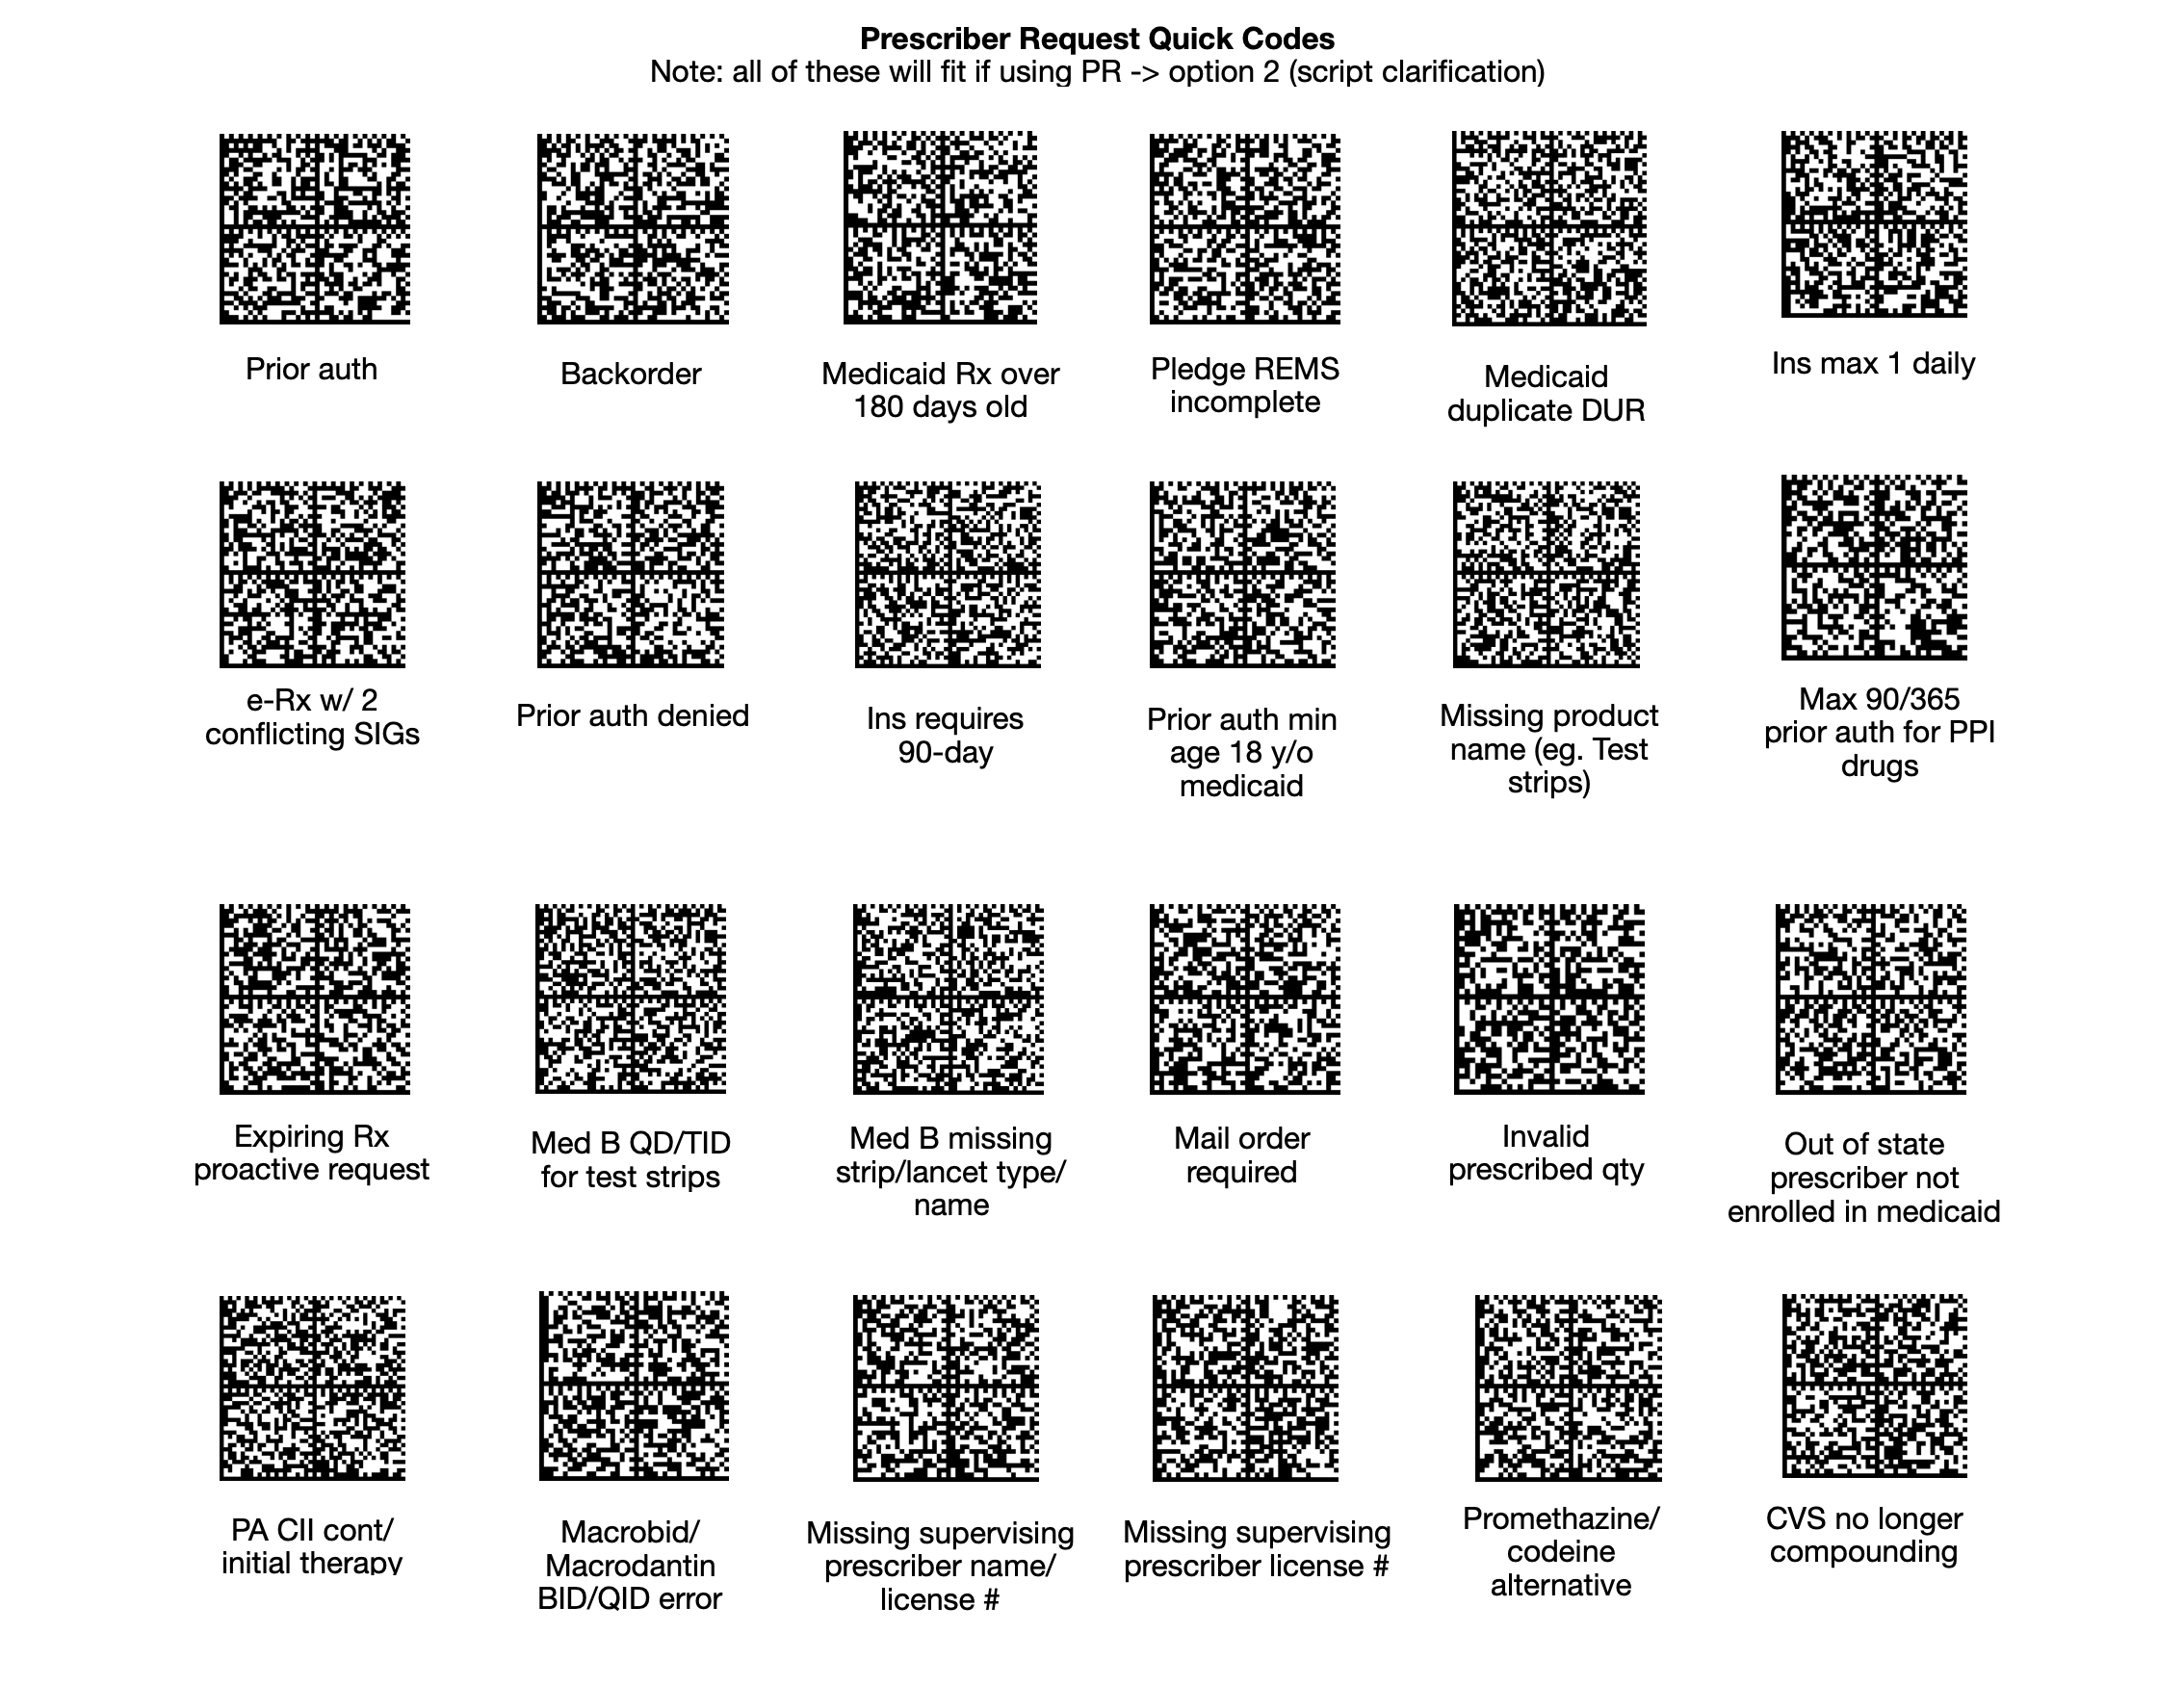 Prescriber Request Quick Codes
Note: all of these will fit if using PR -> option 2 (script clarification)
Prior auth
Backorder
Medicaid Rx over
180 days old
Pledge REMS
incomplete
Medicaid
duplicate DUR
Ins max 1 daily
e-Rx w/ 2
conflicting SIGs
Prior auth denied
Ins requires
90-day
Prior auth min
age 18 y/o
medicaid
Missing product
name (eg. Test
strips)
Max 90/365
prior auth for PPI
drugs
Expiring Rx
proactive request
Med B QD/TID
for test strips
Med B missing
strip/lancet type/
name
Mail order
required
Invalid
prescribed qty
Out of state
prescriber not
enrolled in medicaid
PA CII cont/
initial therapy
Macrobid/
Macrodantin
BID/QID error
Missing supervising
prescriber name/
license #
Missing supervising
prescriber license #
Promethazine/
codeine
alternative
CVS no longer
compounding